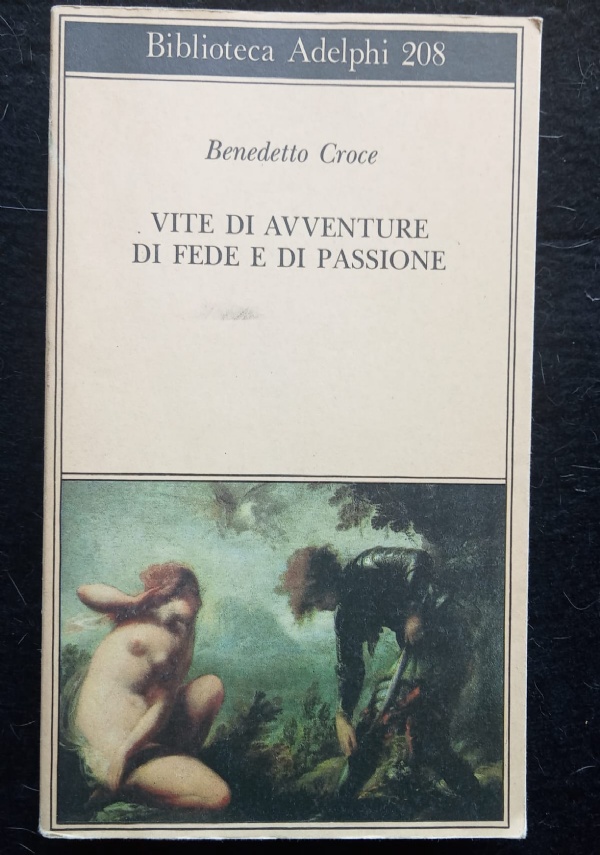 Biblioteca Adelphi 208
Benedetto Croce
VITE DI AVVENTURE
DI FEDE E DI PASSIONE